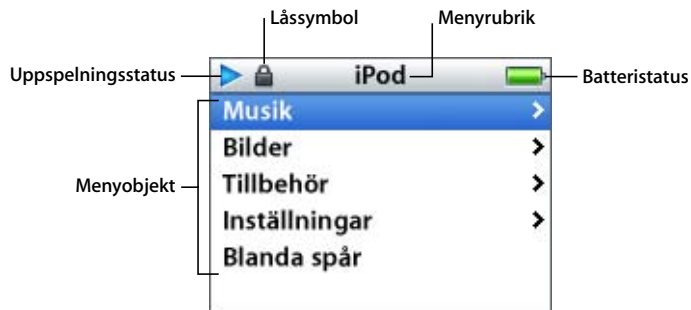 Låssymbol Menyrubrik
Uppspelningsstatus iPod Batteristatus
Musik
Bilder
Menyobjekt Tillbehör
Inställningar
Blanda spår